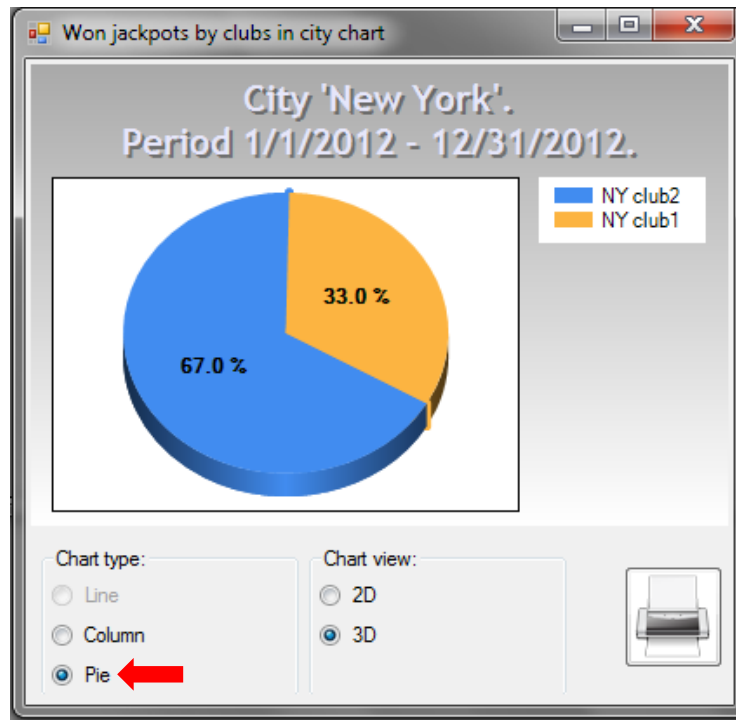 Won jackpots by clubs in city chart
City 'New York'.
Period 1/1/2012 - 12/31/2012.
NY club2
NY club1
33.0 %
67.0 %
Chart type:
Line
Column
Pie
Chart view:
2D
3D